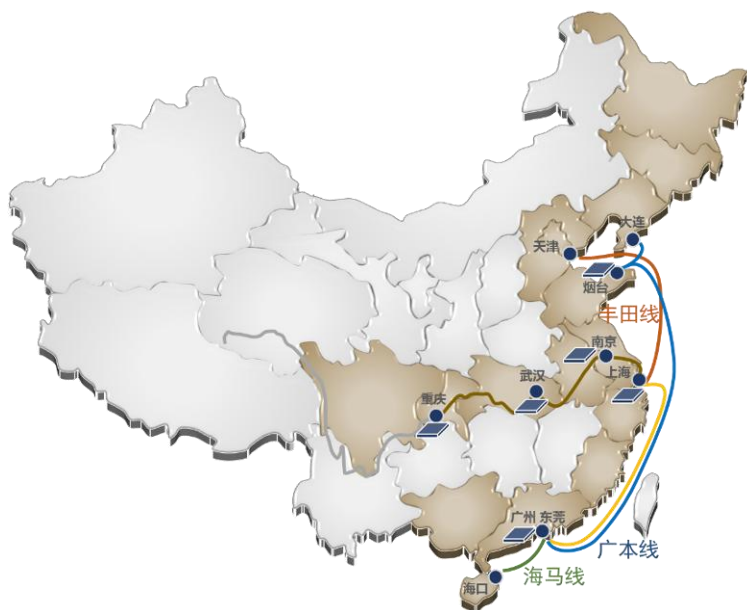 大连
天津
烟台
丰田线
南京
上海
武汉
重庆
广州 东莞
广本线
海马线
海口